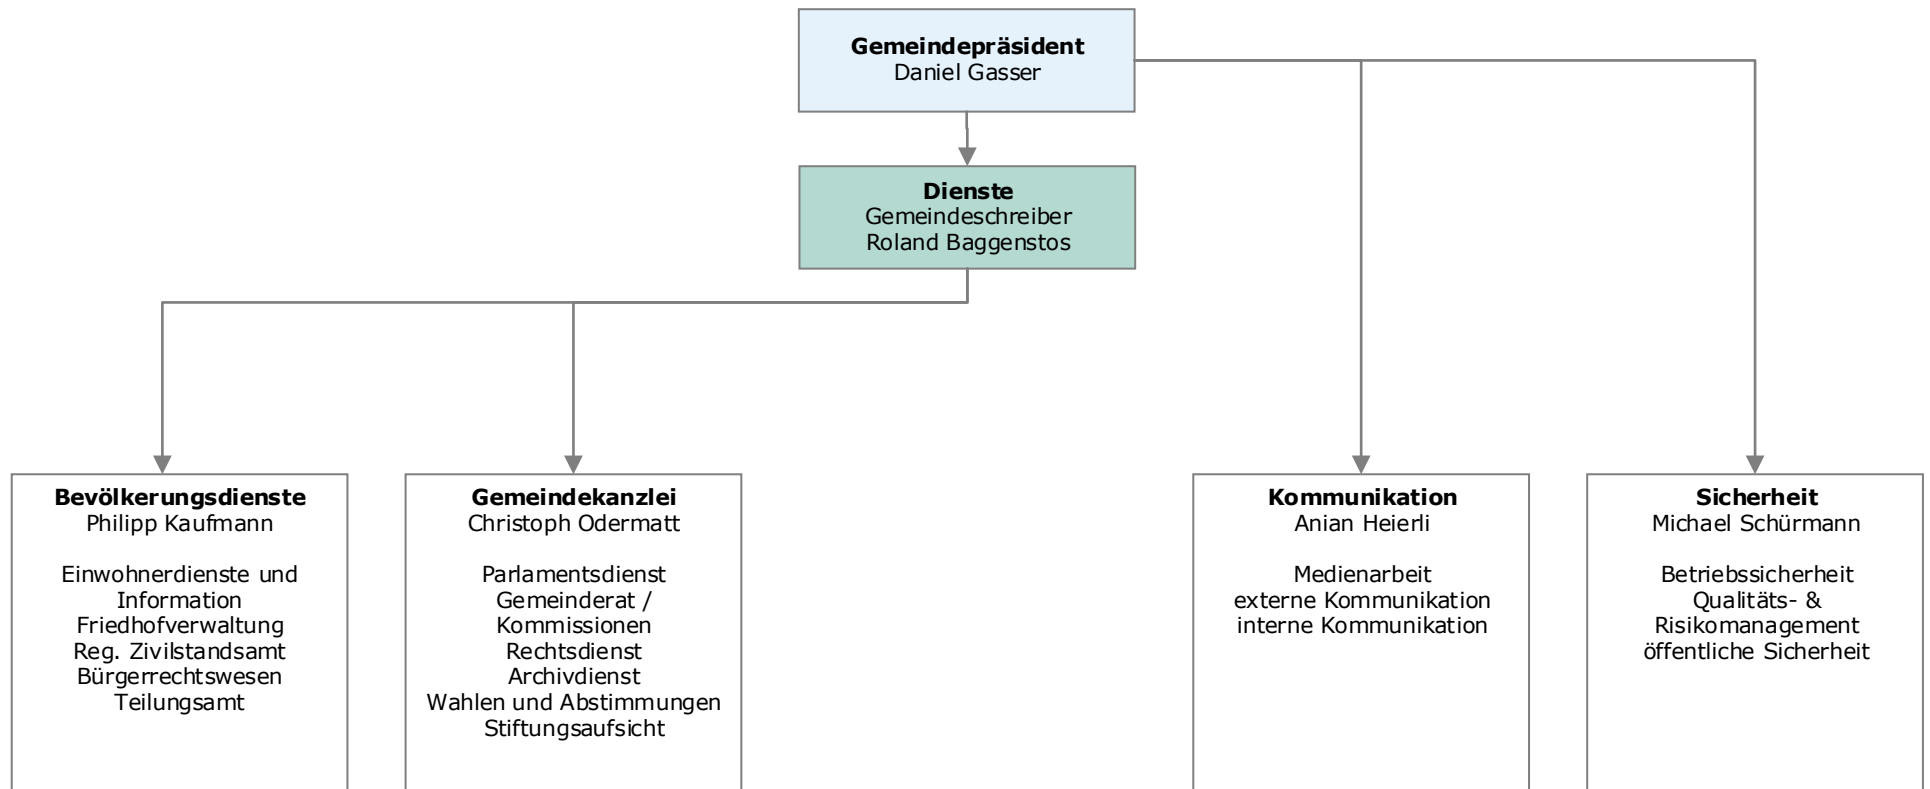 Gemeindepräsident
Daniel Gasser
Dienste
Gemeindeschreiber
Roland Baggenstos
Bevölkerungsdienste
Philipp Kaufmann
Einwohnerdienste und
Information
Friedhofverwaltung
Reg. Zivilstandsamt
Bürgerrechtswesen
Teilungsamt
Gemeindekanzlei
Christoph Odermatt
Parlamentsdienst
Gemeinderat /
Kommissionen
Rechtsdienst
Archivdienst
Wahlen und Abstimmungen
Stiftungsaufsicht
Kommunikation
Anian Heierli
Medienarbeit
externe Kommunikation
interne Kommunikation
Sicherheit
Michael Schürmann
Betriebssicherheit
Qualitäts- &
Risikomanagement
öffentliche Sicherheit